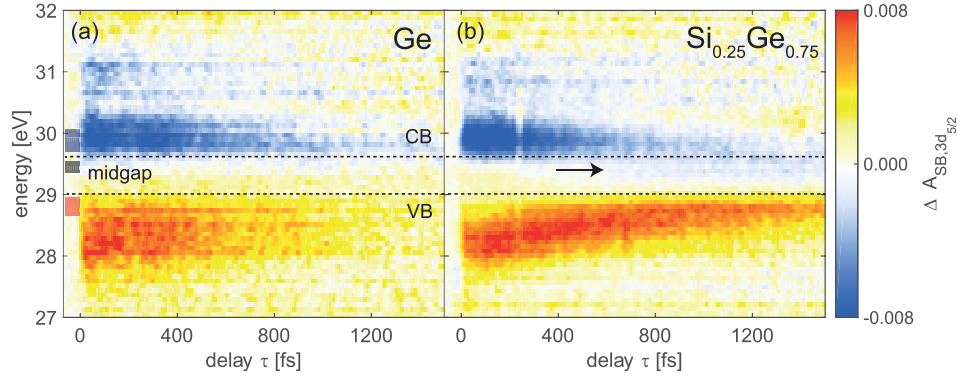 (a)
Ge
(b)
Si0.25Ge0.75
32
31
30
29
28
27
energy [eV]
CB
midgap
VB
0 400 800 1200
delay τ [fs]
0 400 800 1200
delay τ [fs]
0.008
0.000
-0.008
Δ ASB,3d5/2